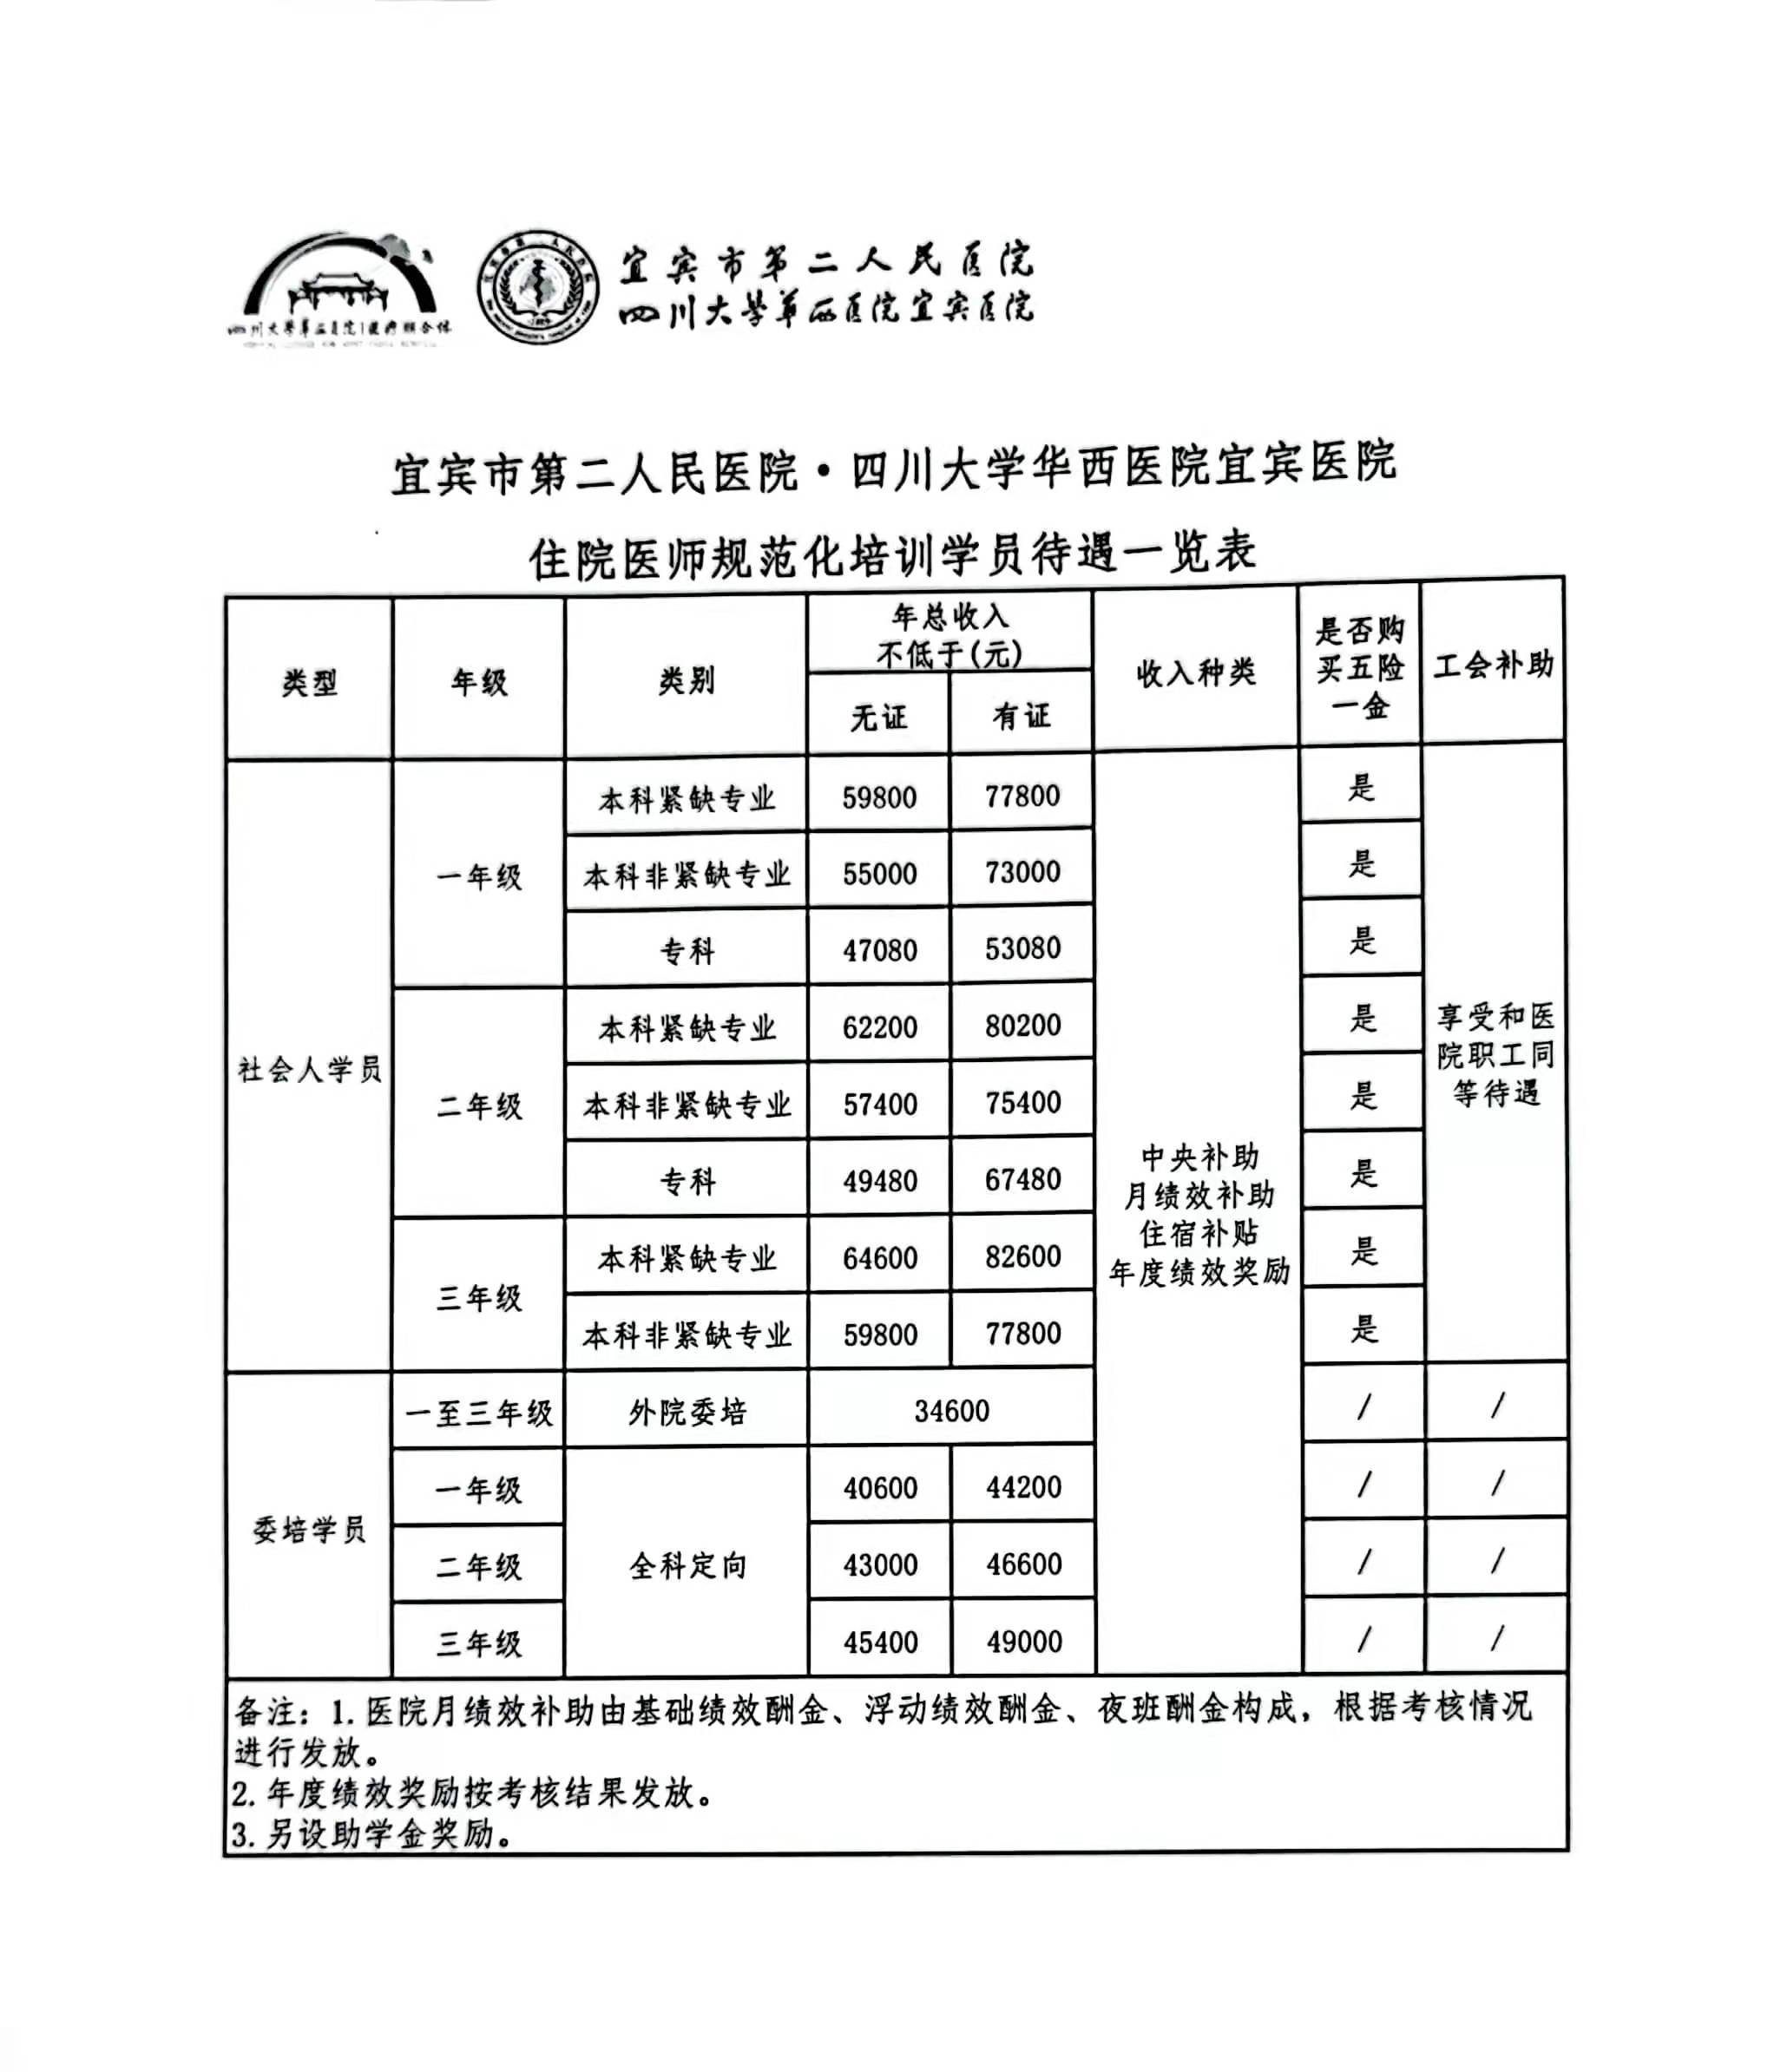 四川大学华西医院|医疗联合体
宜宾市第二人民医院
四川大學華西医院宜宾医院
宜宾市第二人民医院·四川大学华西医院宜宾医院
住院医师规范化培训学员待遇一览表
类型
年级
类别
年总收入
不低于(元)
无证
有证
收入种类
是否购
买五险
一金
工会补助
社会人学员
一年级
本科紧缺专业
59800
77800
是
本科非紧缺专业
55000
73000
是
专科
47080
53080
是
二年级
本科紧缺专业
62200
80200
是
本科非紧缺专业
57400
75400
是
专科
49480
67480
是
三年级
本科紧缺专业
64600
82600
是
本科非紧缺专业
59800
77800
是
中央补助
月绩效补助
住宿补贴
年度绩效奖励
享受和医
院职工同
等待遇
委培学员
一至三年级
外院委培
34600
/
/
一年级
全科定向
40600
44200
/
/
二年级
43000
46600
/
/
三年级
45400
49000
/
/
备注：1.医院月绩效补助由基础绩效酬金、浮动绩效酬金、夜班酬金构成，根据考核情况
进行发放。
2.年度绩效奖励按考核结果发放。
3.另设助学金奖励。